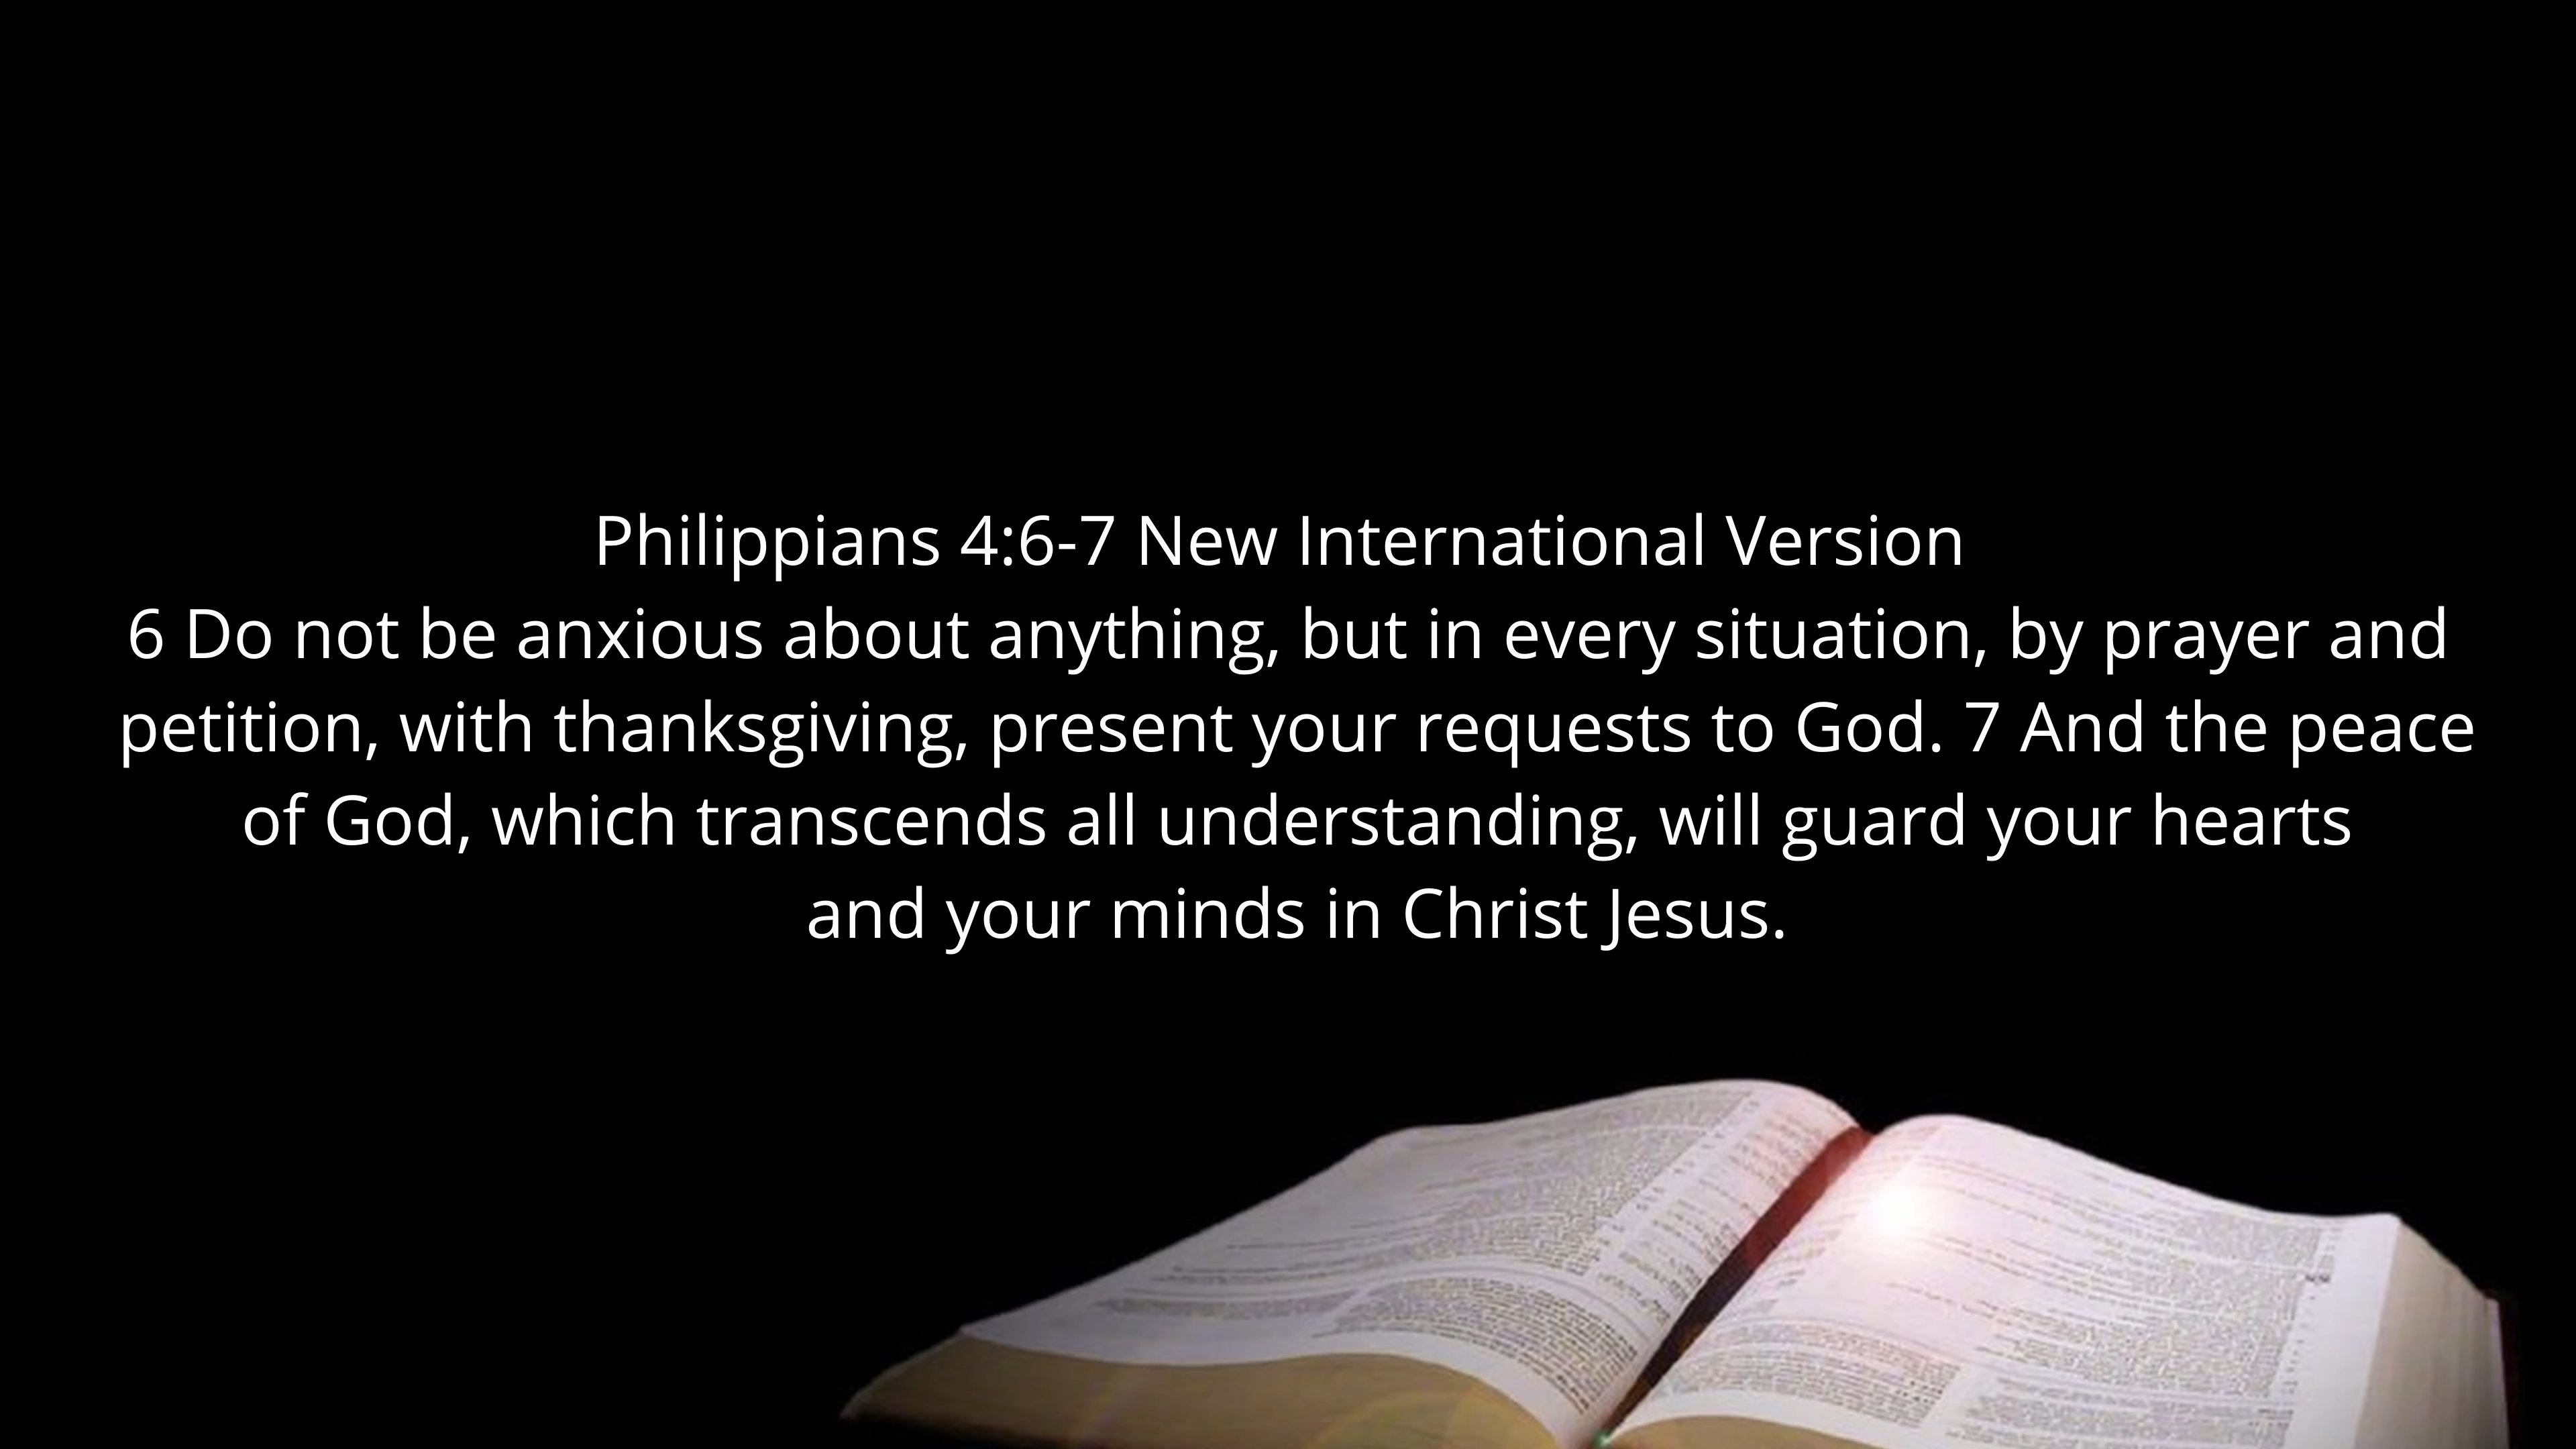 Philippians 4:6-7 New International Version
6 Do not be anxious about anything, but in every situation, by prayer and
petition, with thanksgiving, present your requests to God. 7 And the peace
of God, which transcends all understanding, will guard your hearts
and your minds in Christ Jesus.